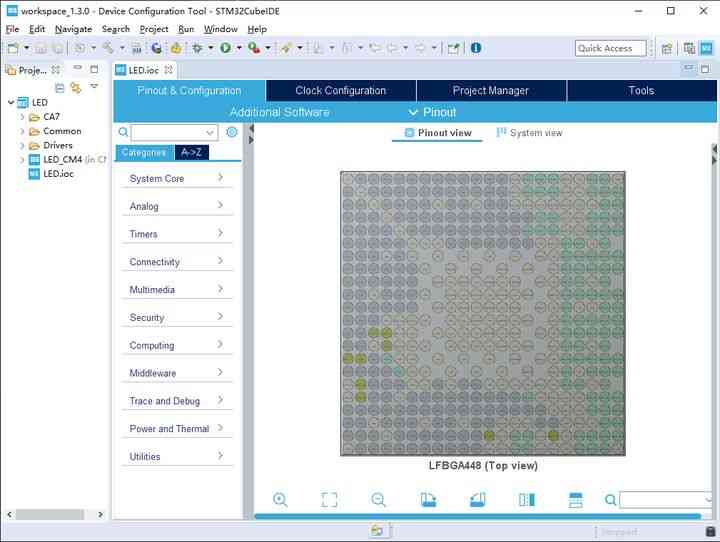 workspace_1.3.0 - Device Configuration Tool - STM32CubeIDE
File Edit Navigate Search Project Run Window Help
Quick Access
Proje...
LED.ioc
LED
CA7
Common
Drivers
LED_CM4 (in CM
LED.ioc
Pinout & Configuration Clock Configuration Project Manager Tools
Additional Software Pinout
Pinout view System view
Categories A->Z
System Core
Analog
Timers
Connectivity
Multimedia
Security
Computing
Middleware
Trace and Debug
Power and Thermal
Utilities
LFBGA448 (Top view)